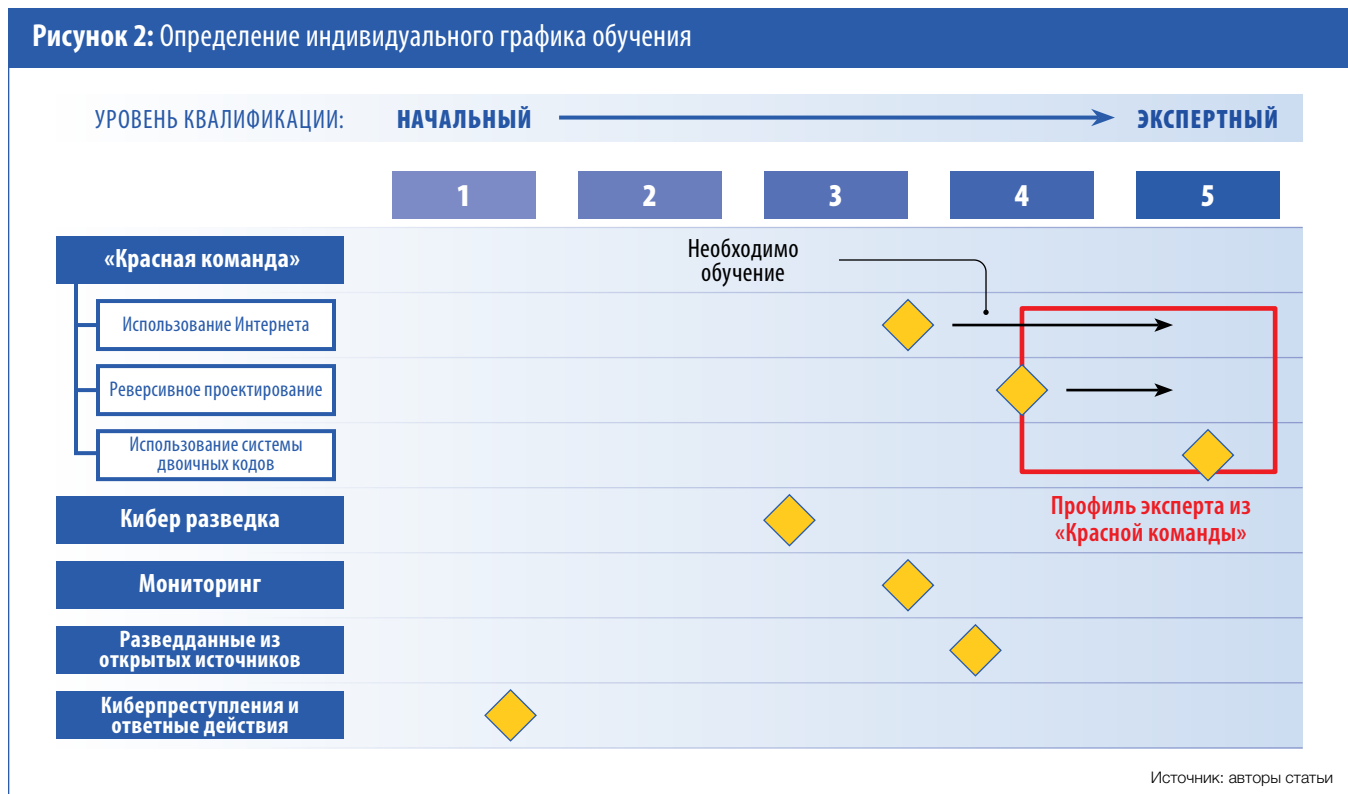 Рисунок 2: Определение индивидуального графика обучения
УРОВЕНЬ КВАЛИФИКАЦИИ: НАЧАЛЬНЫЙ ЭКСПЕРТНЫЙ
1 2 3 4 5
«Красная команда»
Необходимо
обучение
Использование Интернета
Реверсивное проектирование
Использование системы
двоичных кодов
Профиль эксперта из
«Красной команды»
Кибер разведка
Мониторинг
Разведданные из
открытых источников
Киберпреступления и
ответные действия
Источник: авторы статьи